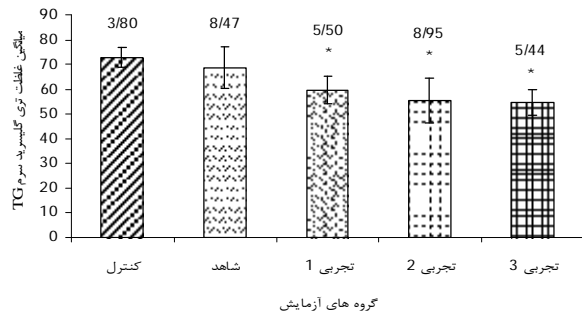 میانگین غلظت تری گلیسرید سرم TG
90
80
70
60
50
40
30
20
10
0
3/80
8/47
5/50
8/95
5/44
*
*
*
کنترل
شاهد
تجربی 1
تجربی 2
تجربی 3
گروه های آزمایش